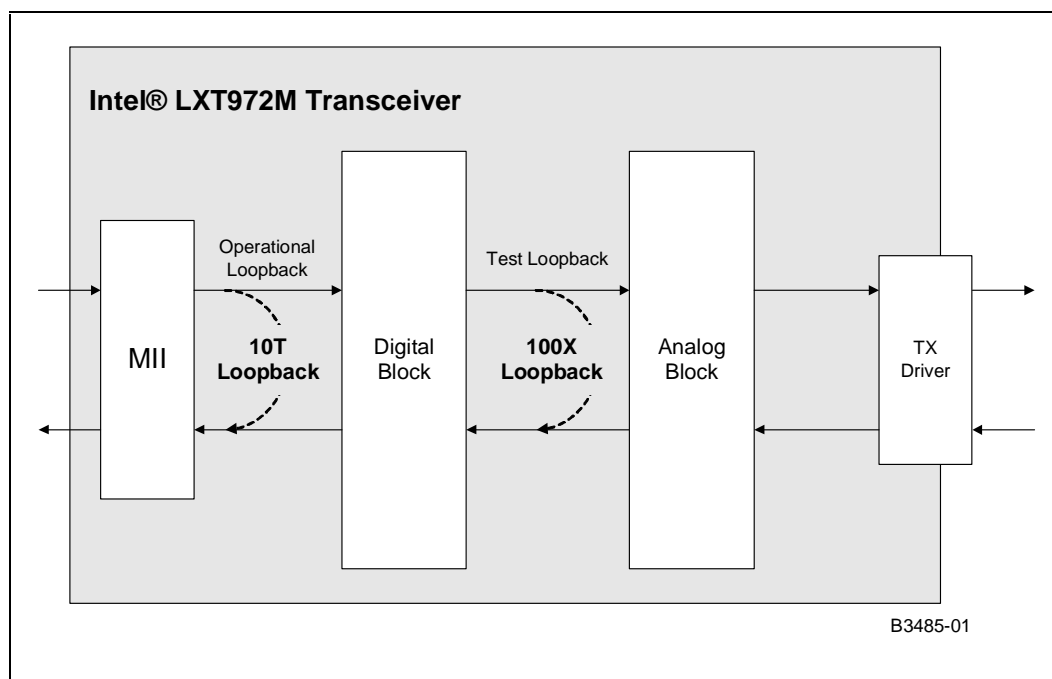 Intel® LXT972M Transceiver
Operational
Loopback
Test Loopback
MII
10T
Loopback
Digital
Block
100X
Loopback
Analog
Block
TX
Driver
B3485-01